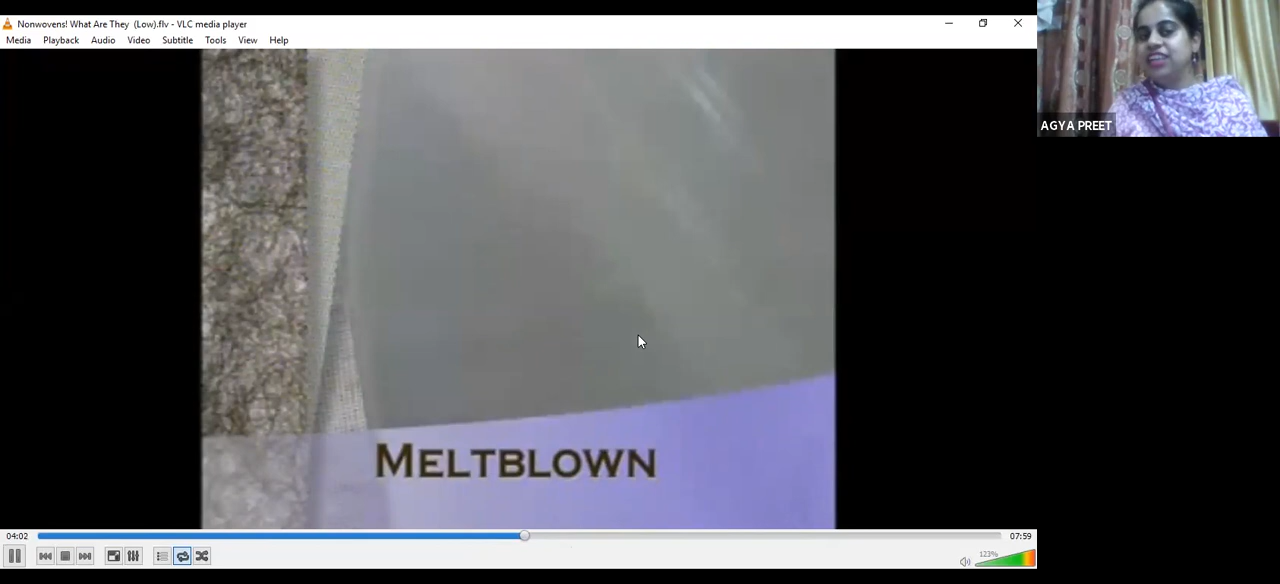 Nonwovens! What Are They (Low).flv - VLC media player
Media Playback Audio Video Subtitle Tools View Help
AGYA PREET
MELTBLOWN
04:02
07:59
123%